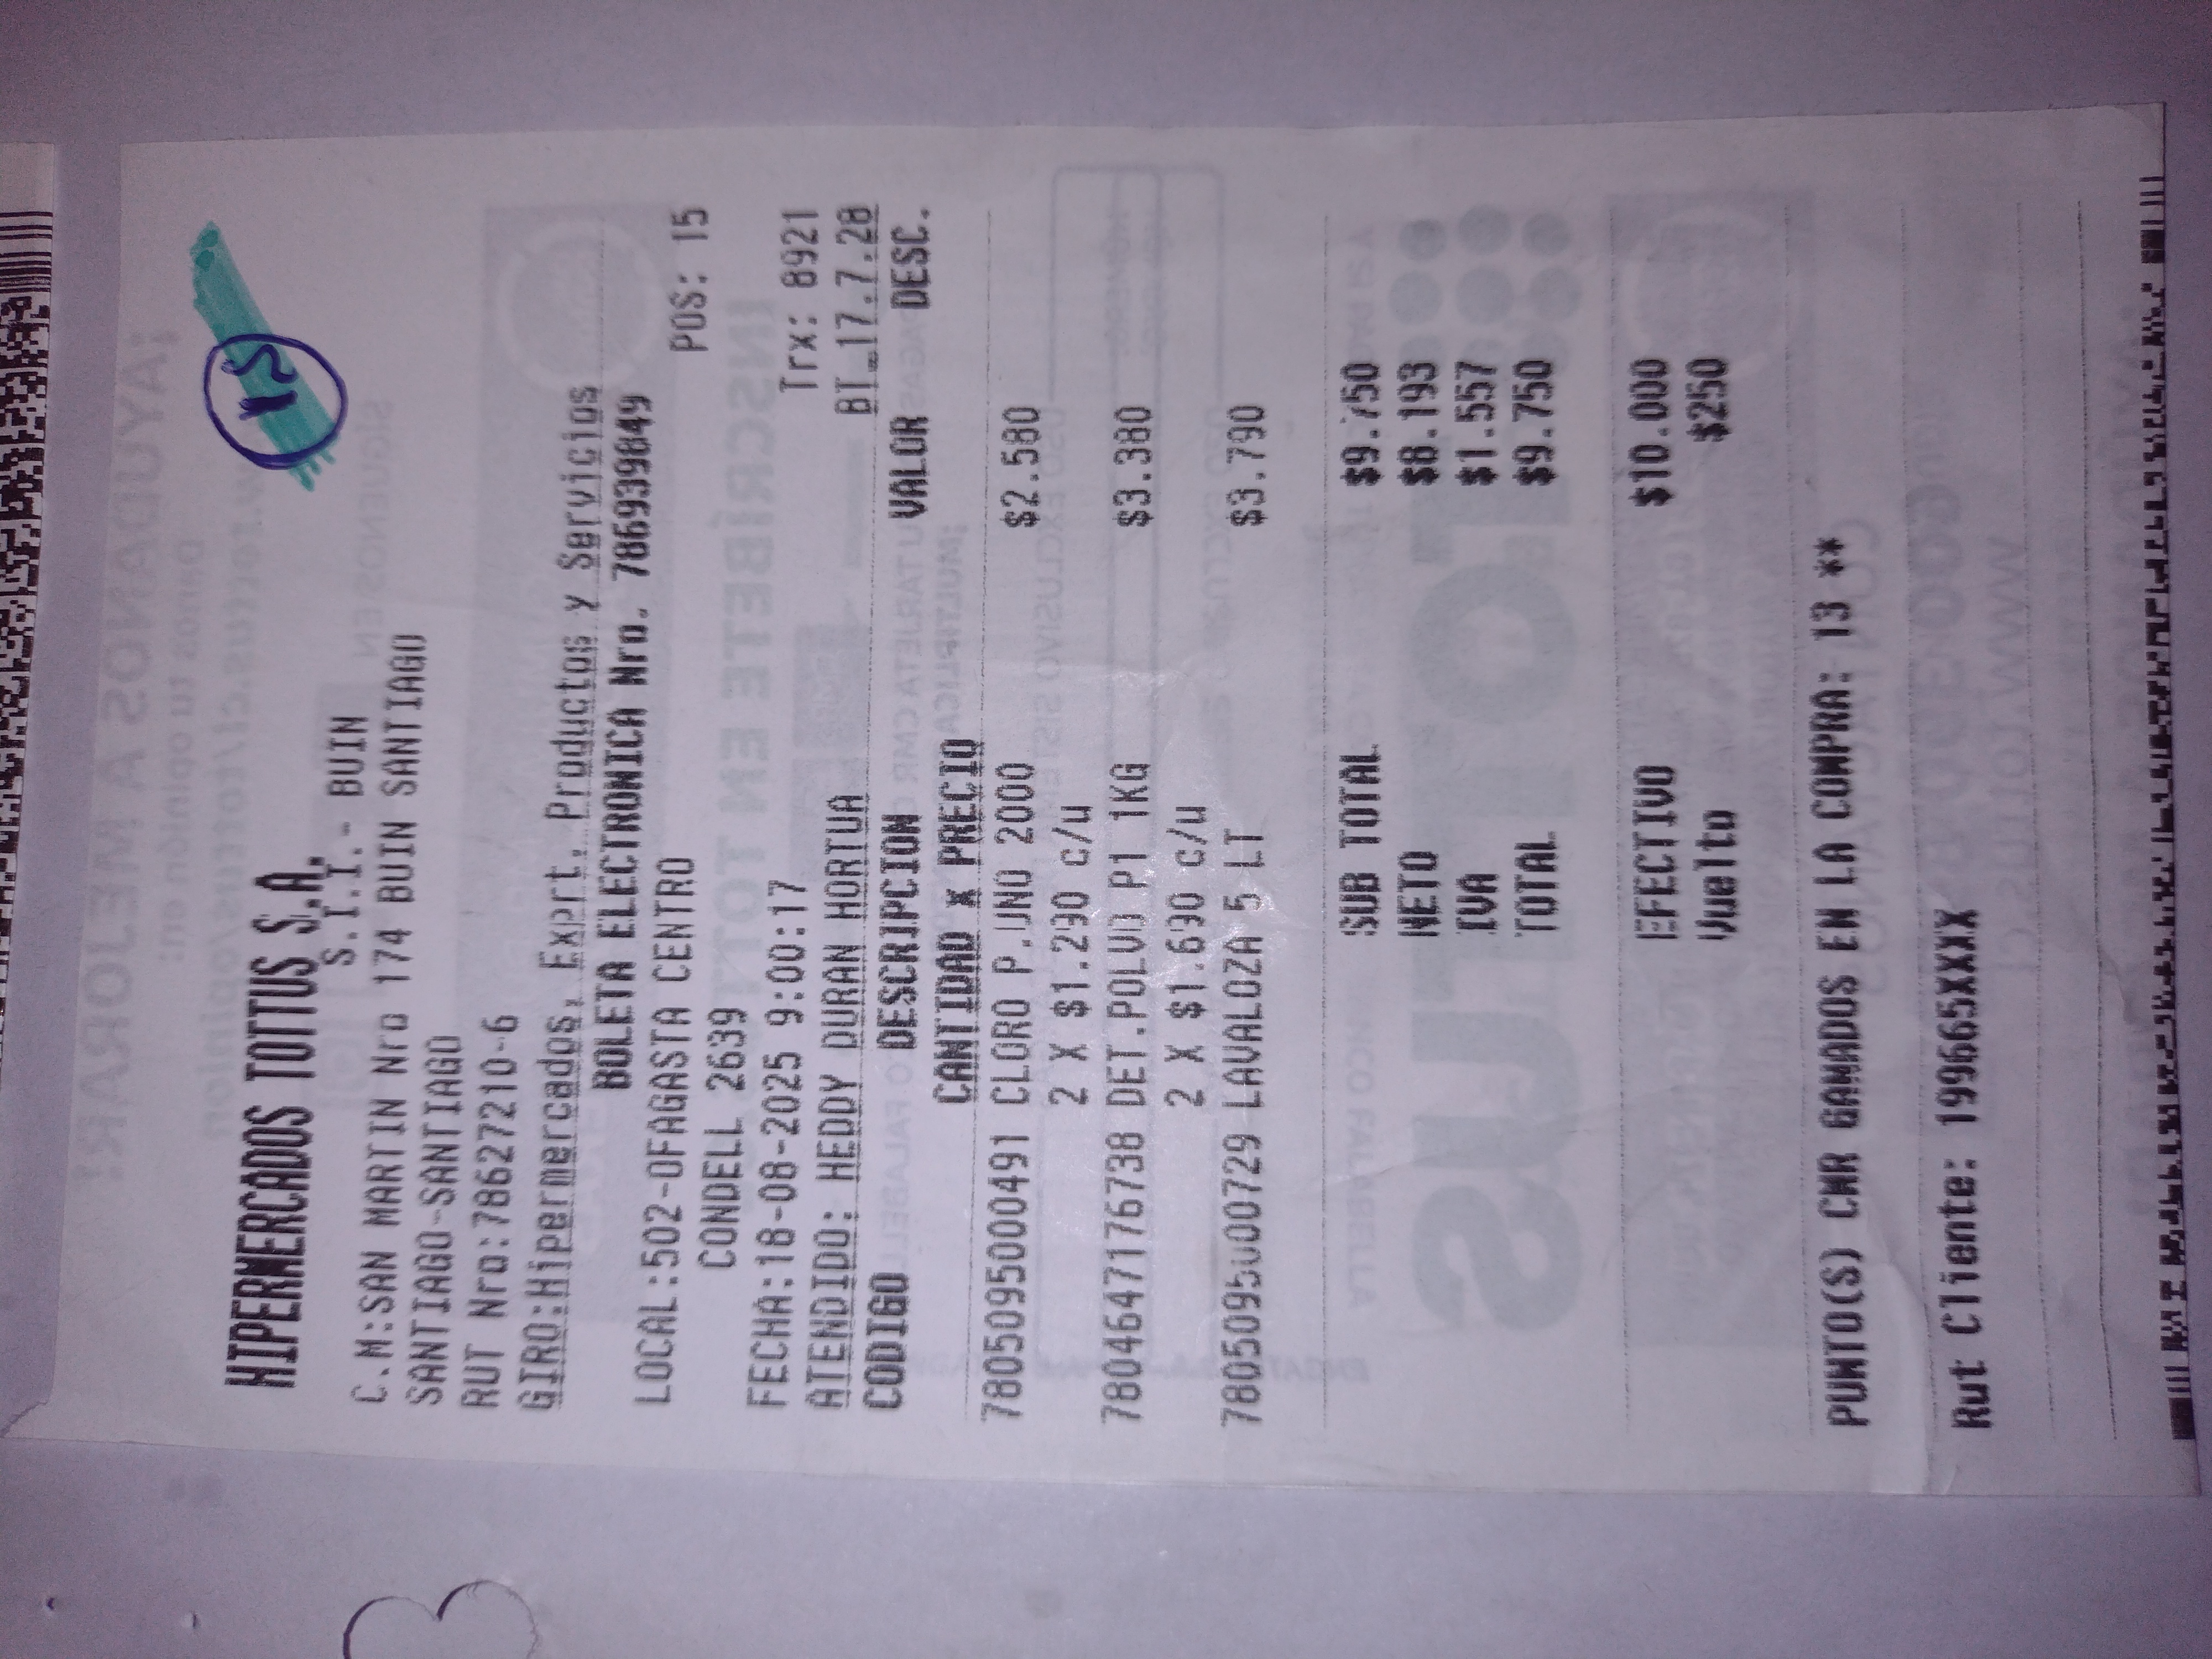 15
HIPERMERCADOS TOTTUS S.A.
S.I.I.- BUIN
C.M:SAN MARTIN Nro 174 BUIN SANTIAGO
SANTIAGO-SANTIAGO
RUT Nro:78627210-6
GIRO:Hipermercados, Exprt. Productos y Servicios
BOLETA ELECTRONICA Nro. 7869398849
LOCAL:502-OFAGASTA CENTRO POS: 15
CONDELL 2639
FECHA:18-08-2025 9:00:17 Trx: 8921
ATENDIDO: HEDDY DURAN HORTUA BT_17.7.28
CODIGO DESCRIPCION VALOR DESC.
CANTIDAD x PRECIO
7805095000491 CLORO P.UNO 2000 $2.580
2 X $1.290 c/u
7804647176738 DET.POLVO P1 1KG $3.380
2 X $1.690 c/u
7805095000729 LAVALOZA 5 LT $3.790
SUB TOTAL $9.750
NETO $8.193
IVA $1.557
TOTAL $9.750
EFECTIVO $10.000
Vuelto $250
PUNTO(S) CMR GANADOS EN LA COMPRA: 13 **
Rut Cliente: 199665XXXX